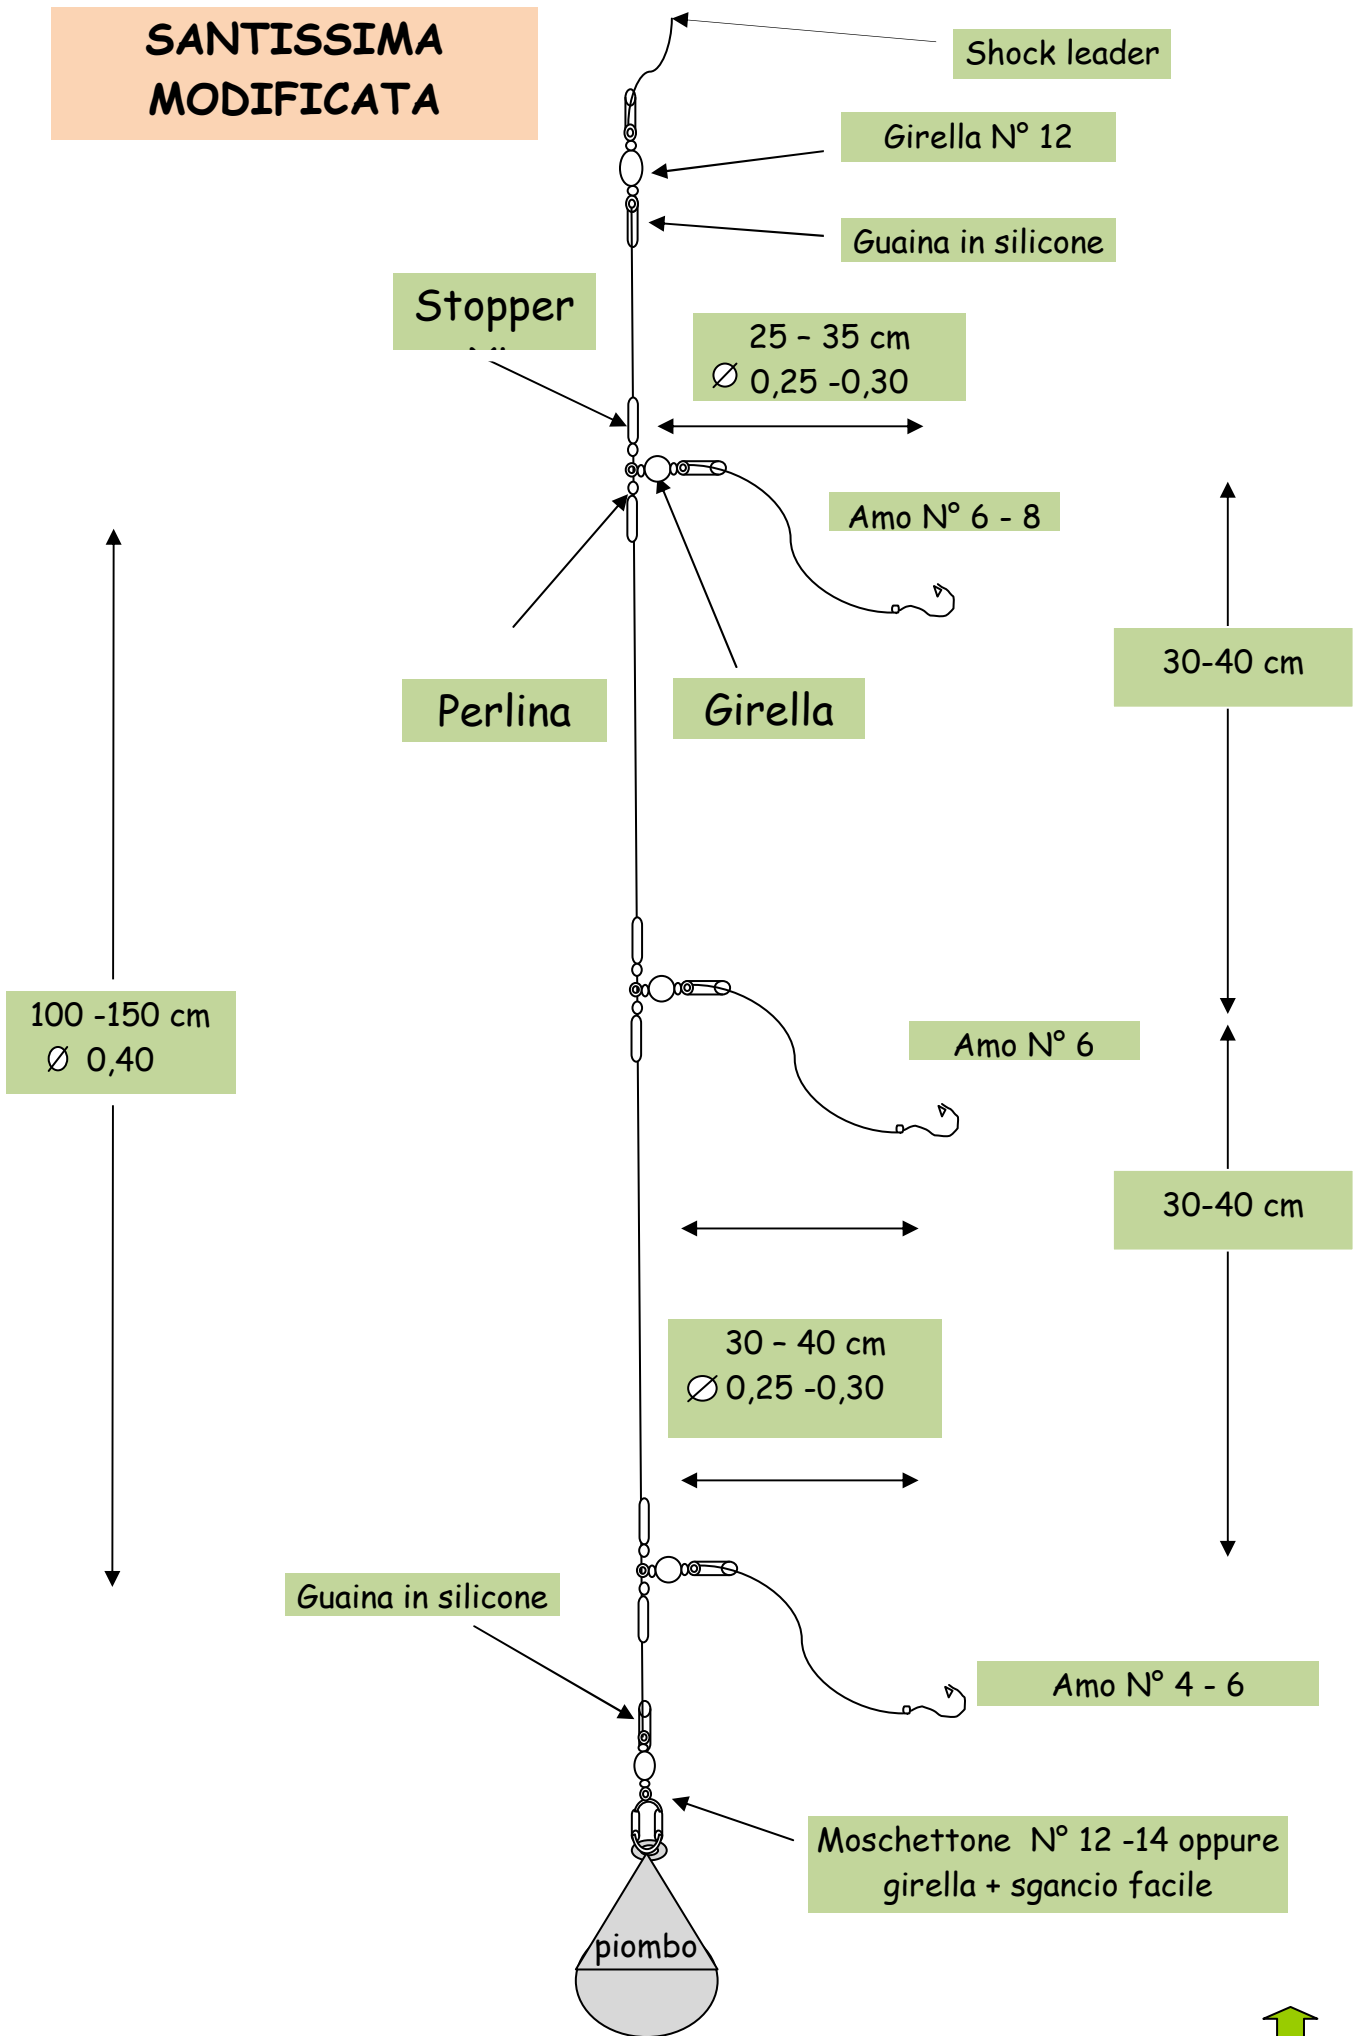 SANTISSIMA
MODIFICATA
Shock leader
Girella N° 12
Guaina in silicone
Stopper
25 – 35 cm
Ø 0,25 -0,30
Amo N° 6 - 8
30-40 cm
Perlina
Girella
100 -150 cm
Ø 0,40
Amo N° 6
30-40 cm
30 – 40 cm
Ø 0,25 -0,30
Guaina in silicone
Amo N° 4 - 6
Moschettone N° 12 -14 oppure
girella + sgancio facile
piombo